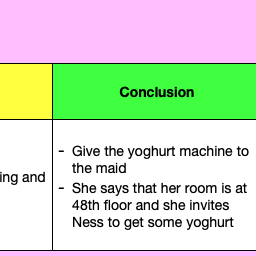 Conclusion
- Give the yoghurt machine to
the maid
ing and
- She says that her room is at
48th floor and she invites
Ness to get some yoghurt